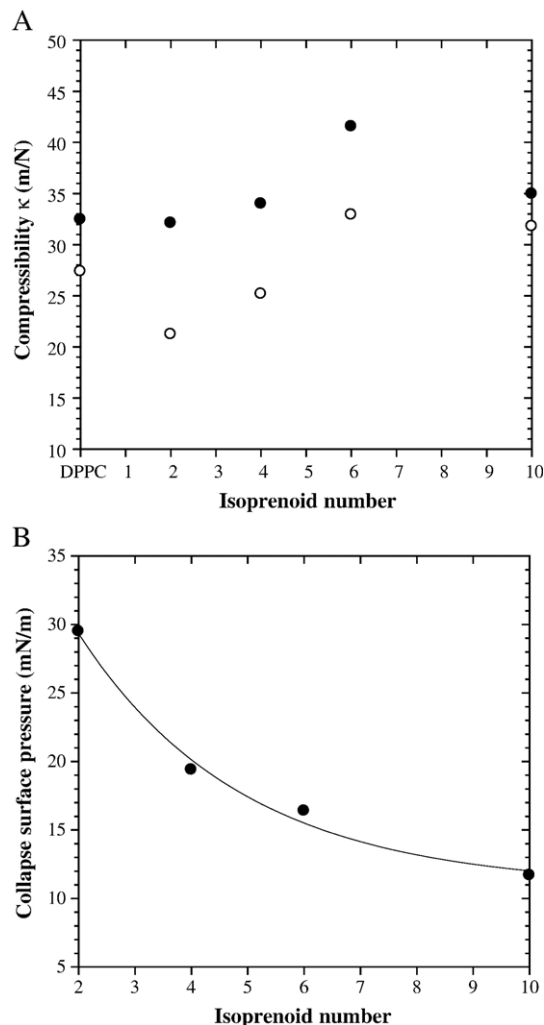 A
Compressibility κ (m/N)
50
45
40
35
30
25
20
15
10
DPPC 1 2 3 4 5 6 7 8 9 10
Isoprenoid number
B
Collapse surface pressure (mN/m)
35
30
25
20
15
10
5
2 3 4 5 6 7 8 9 10
Isoprenoid number